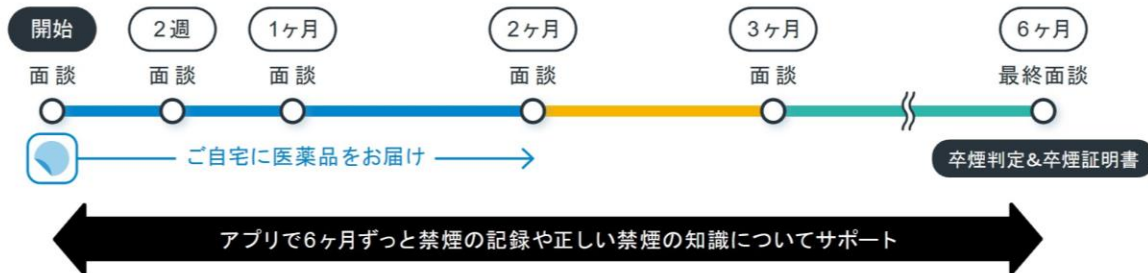 開始 2週 1ヶ月 2ヶ月 3ヶ月 6ヶ月
面談 面談 面談 面談 面談 最終面談
ご自宅に医薬品をお届け
卒煙判定&卒煙証明書
アプリで6ヶ月ずっと禁煙の記録や正しい禁煙の知識についてサポート